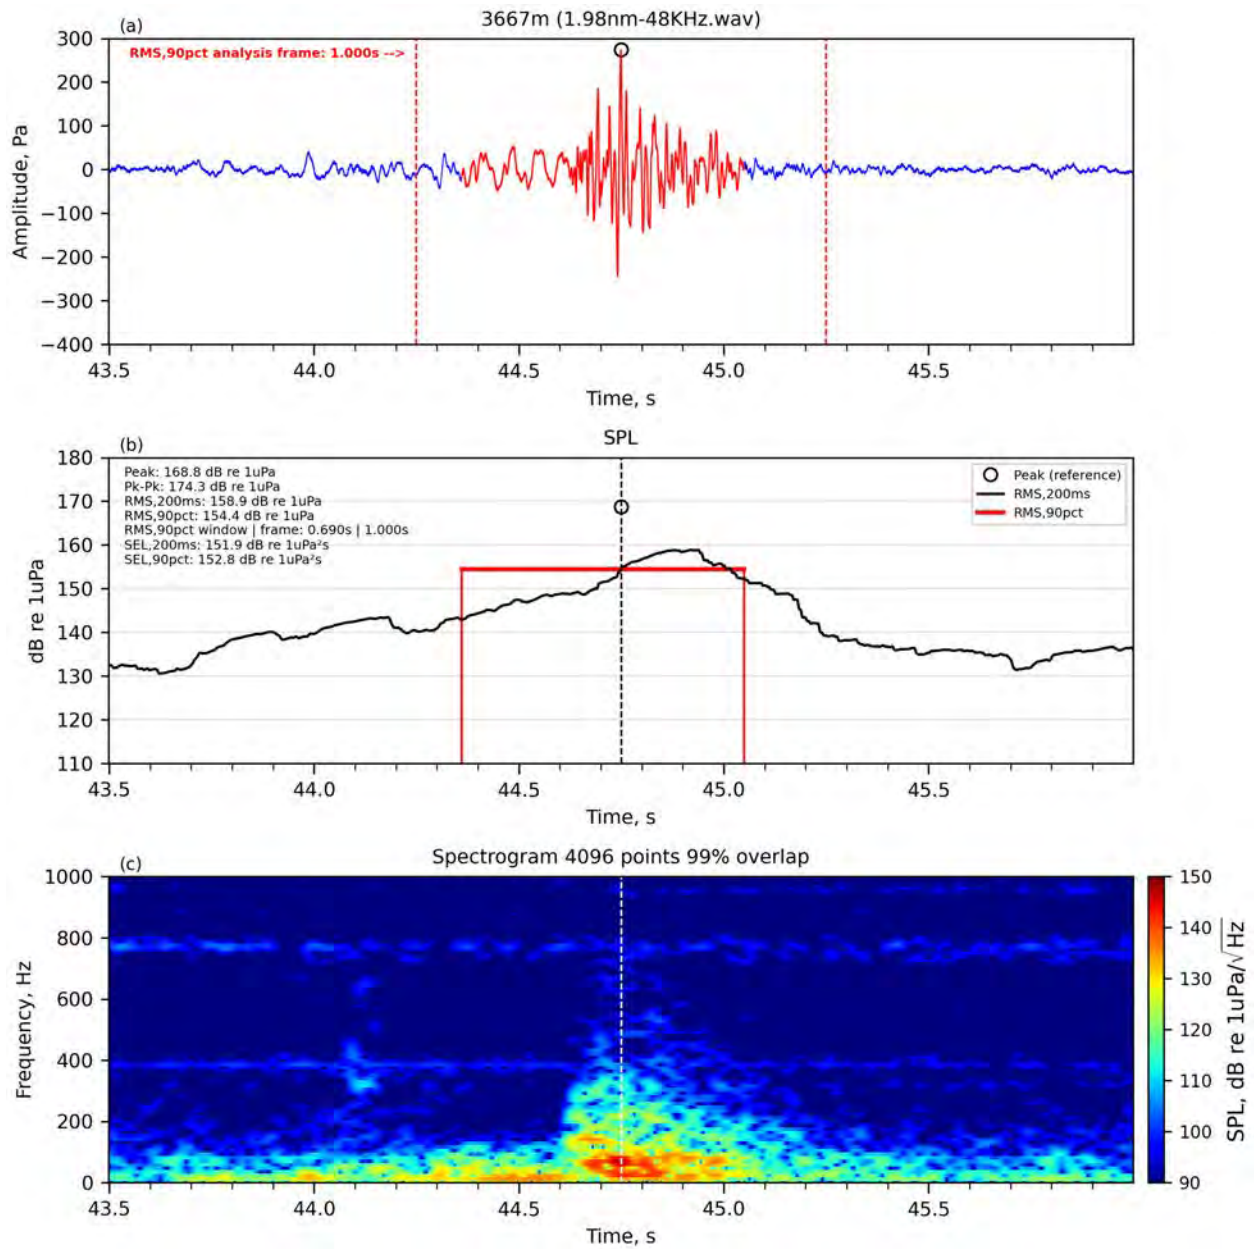 (a)
3667m (1.98nm-48KHz.wav)
RMS,90pct analysis frame: 1.000s -->
Amplitude, Pa
300
200
100
0
−100
−200
−300
−400
43.5 44.0 44.5 45.0 45.5
Time, s
(b)
SPL
Peak: 168.8 dB re 1uPa
Pk-Pk: 174.3 dB re 1uPa
RMS,200ms: 158.9 dB re 1uPa
RMS,90pct: 154.4 dB re 1uPa
RMS,90pct window | frame: 0.690s | 1.000s
SEL,200ms: 151.9 dB re 1uPa²s
SEL,90pct: 152.8 dB re 1uPa²s
Peak (reference)
RMS,200ms
RMS,90pct
dB re 1uPa
180
170
160
150
140
130
120
110
43.5 44.0 44.5 45.0 45.5
Time, s
(c)
Spectrogram 4096 points 99% overlap
Frequency, Hz
1000
800
600
400
200
0
43.5 44.0 44.5 45.0 45.5
Time, s
150
140
130
120
110
100
90
SPL, dB re 1uPa/√Hz